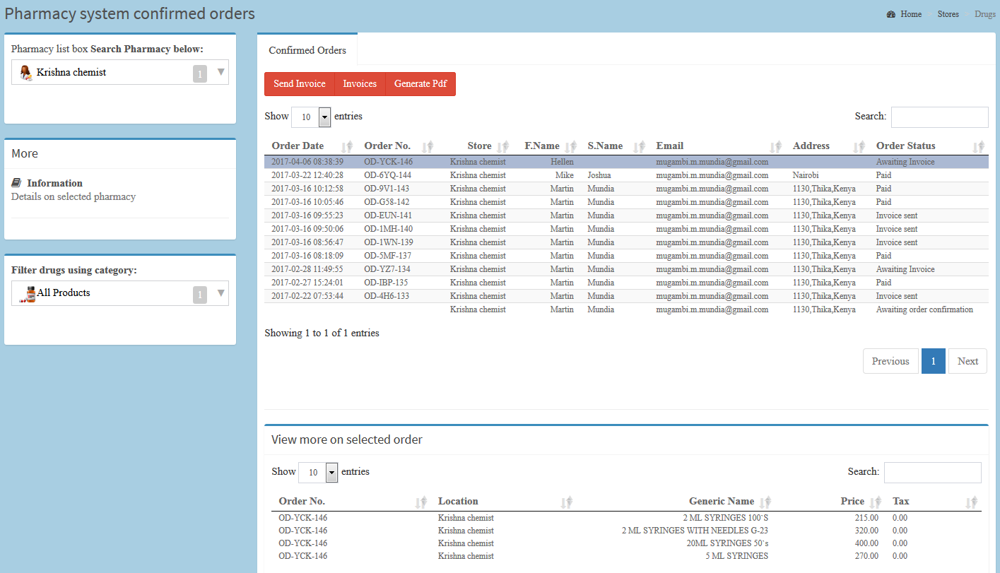 Pharmacy system confirmed orders
Home Stores Drugs
Pharmacy list box Search Pharmacy below:
Krishna chemist 1
More
Information
Details on selected pharmacy
Filter drugs using category:
All Products 1
Confirmed Orders
Send Invoice Invoices Generate Pdf
Show 10 entries Search:
Order Date Order No. Store F.Name S.Name Email Address Order Status
2017-04-06 08:38:39 OD-YCK-146 Krishna chemist Hellen mugambi.m.mundia@gmail.com Awaiting Invoice
2017-03-22 12:40:28 OD-6YQ-144 Krishna chemist Mike Joshua mugambi.m.mundia@gmail.com Nairobi Paid
2017-03-16 10:12:58 OD-9V1-143 Krishna chemist Martin Mundia mugambi.m.mundia@gmail.com 1130,Thika,Kenya Paid
2017-03-16 10:05:46 OD-G58-142 Krishna chemist Martin Mundia mugambi.m.mundia@gmail.com 1130,Thika,Kenya Paid
2017-03-16 09:55:23 OD-EUN-141 Krishna chemist Martin Mundia mugambi.m.mundia@gmail.com 1130,Thika,Kenya Invoice sent
2017-03-16 09:50:06 OD-1MH-140 Krishna chemist Martin Mundia mugambi.m.mundia@gmail.com 1130,Thika,Kenya Invoice sent
2017-03-16 08:56:47 OD-1WN-139 Krishna chemist Martin Mundia mugambi.m.mundia@gmail.com 1130,Thika,Kenya Invoice sent
2017-03-16 08:18:09 OD-5MF-137 Krishna chemist Martin Mundia mugambi.m.mundia@gmail.com 1130,Thika,Kenya Paid
2017-02-28 11:49:55 OD-YZ7-134 Krishna chemist Martin Mundia mugambi.m.mundia@gmail.com 1130,Thika,Kenya Awaiting Invoice
2017-02-27 15:24:01 OD-IBP-135 Krishna chemist Martin Mundia mugambi.m.mundia@gmail.com 1130,Thika,Kenya Paid
2017-02-22 07:53:44 OD-4H6-133 Krishna chemist Martin Mundia mugambi.m.mundia@gmail.com 1130,Thika,Kenya Invoice sent
Krishna chemist Martin Mundia mugambi.m.mundia@gmail.com 1130,Thika,Kenya Awaiting order confirmation
Showing 1 to 1 of 1 entries
Previous 1 Next
View more on selected order
Show 10 entries Search:
Order No. Location Generic Name Price Tax
OD-YCK-146 Krishna chemist 2 ML SYRINGES 100`S 215.00 0.00
OD-YCK-146 Krishna chemist 2 ML SYRINGES WITH NEEDLES G-23 320.00 0.00
OD-YCK-146 Krishna chemist 20ML SYRINGES 50`s 400.00 0.00
OD-YCK-146 Krishna chemist 5 ML SYRINGES 270.00 0.00